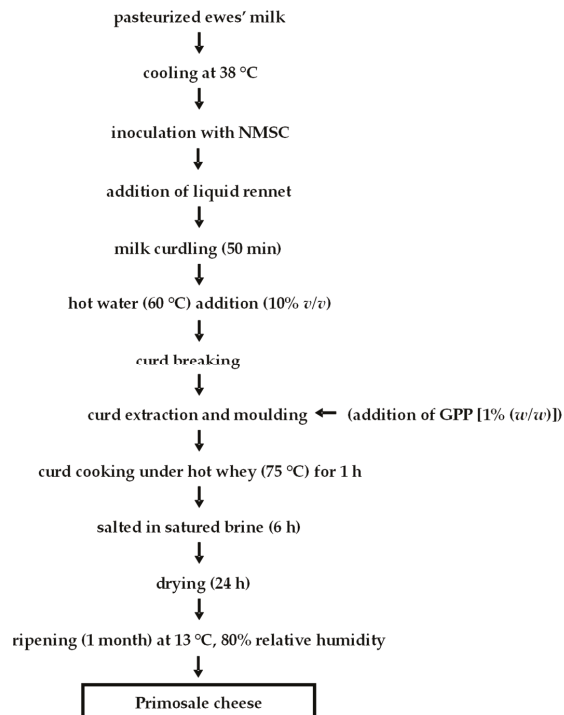 pasteurized ewes’ milk
cooling at 38 °C
inoculation with NMSC
addition of liquid rennet
milk curdling (50 min)
hot water (60 °C) addition (10% v/v)
curd breaking
curd extraction and moulding (addition of GPP [1% (w/w)])
curd cooking under hot whey (75 °C) for 1 h
salted in satured brine (6 h)
drying (24 h)
ripening (1 month) at 13 °C, 80% relative humidity
Primosale cheese